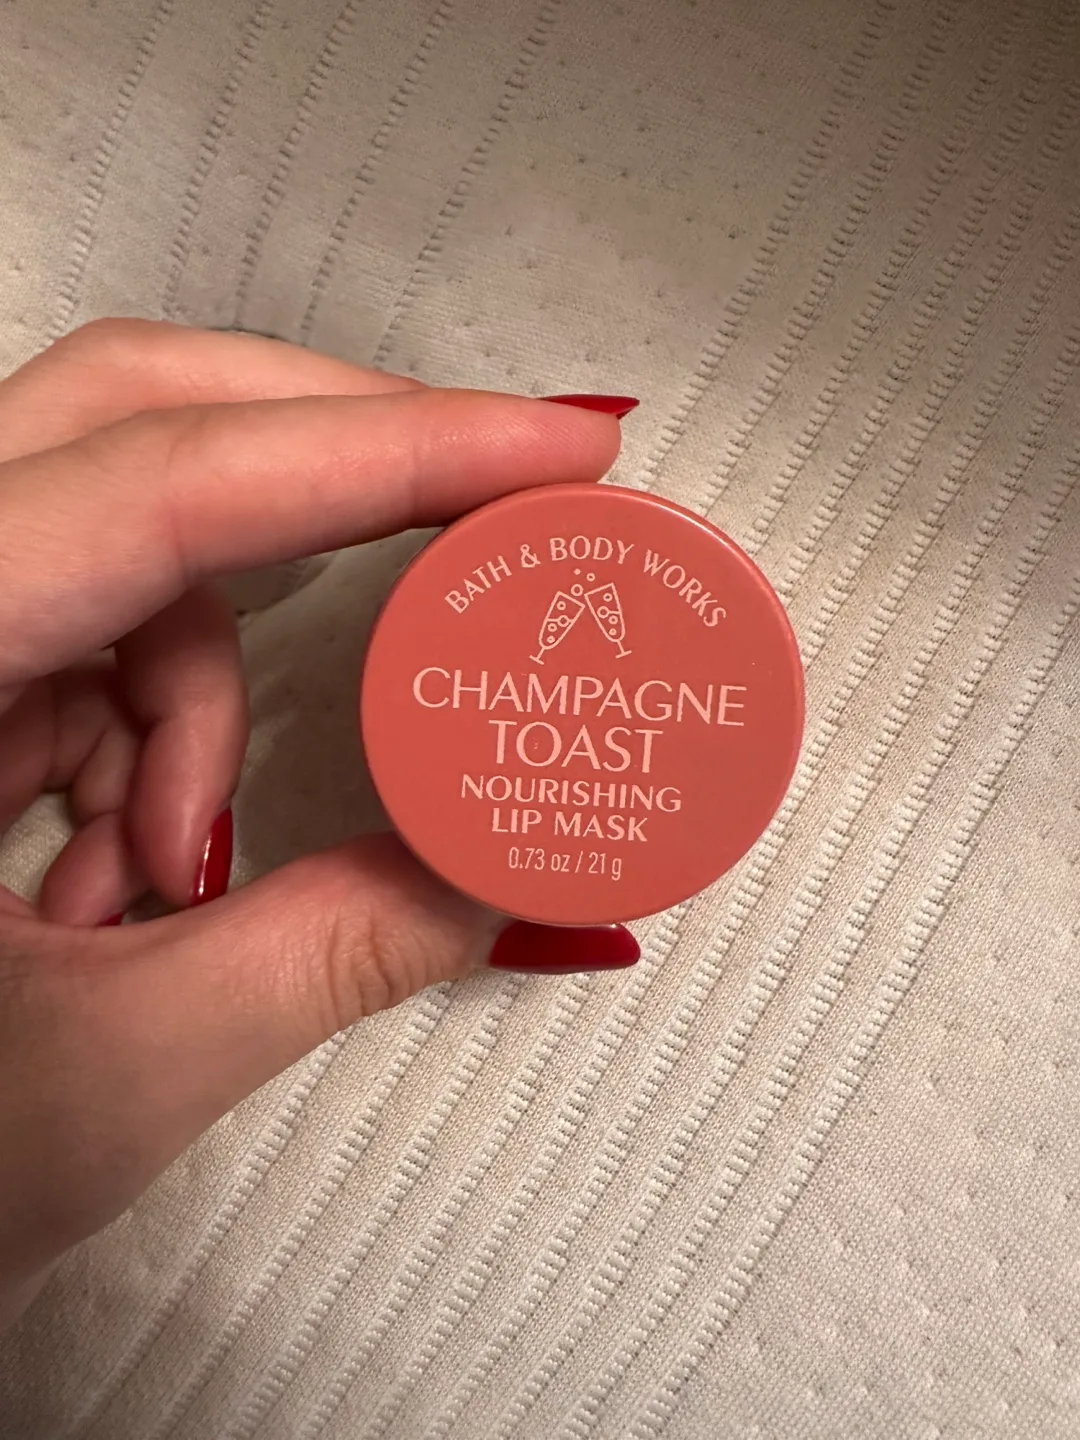 BATH & BODY WORKS
CHAMPAGNE
TOAST
NOURISHING
LIP MASK
0.73 oz / 21 g